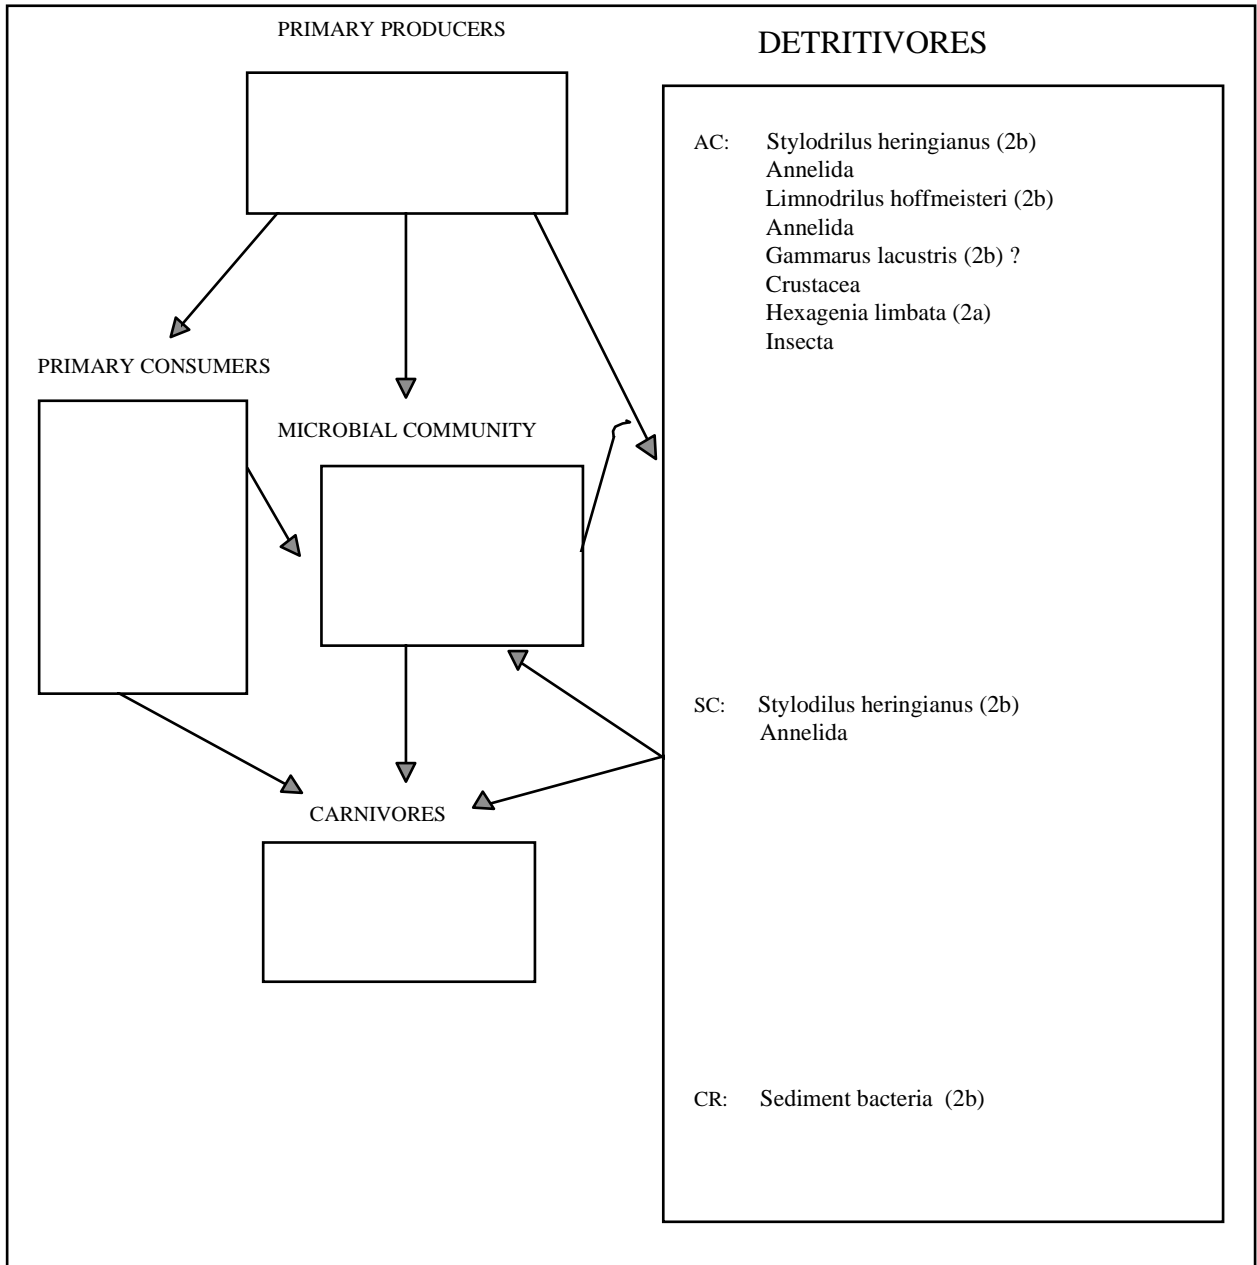 PRIMARY PRODUCERS
DETRITIVORES
AC: Stylodrilus heringianus (2b)
Annelida
Limnodrilus hoffmeisteri (2b)
Annelida
Gammarus lacustris (2b) ?
Crustacea
Hexagenia limbata (2a)
Insecta
PRIMARY CONSUMERS
MICROBIAL COMMUNITY
SC: Stylodilus heringianus (2b)
Annelida
CARNIVORES
CR: Sediment bacteria (2b)